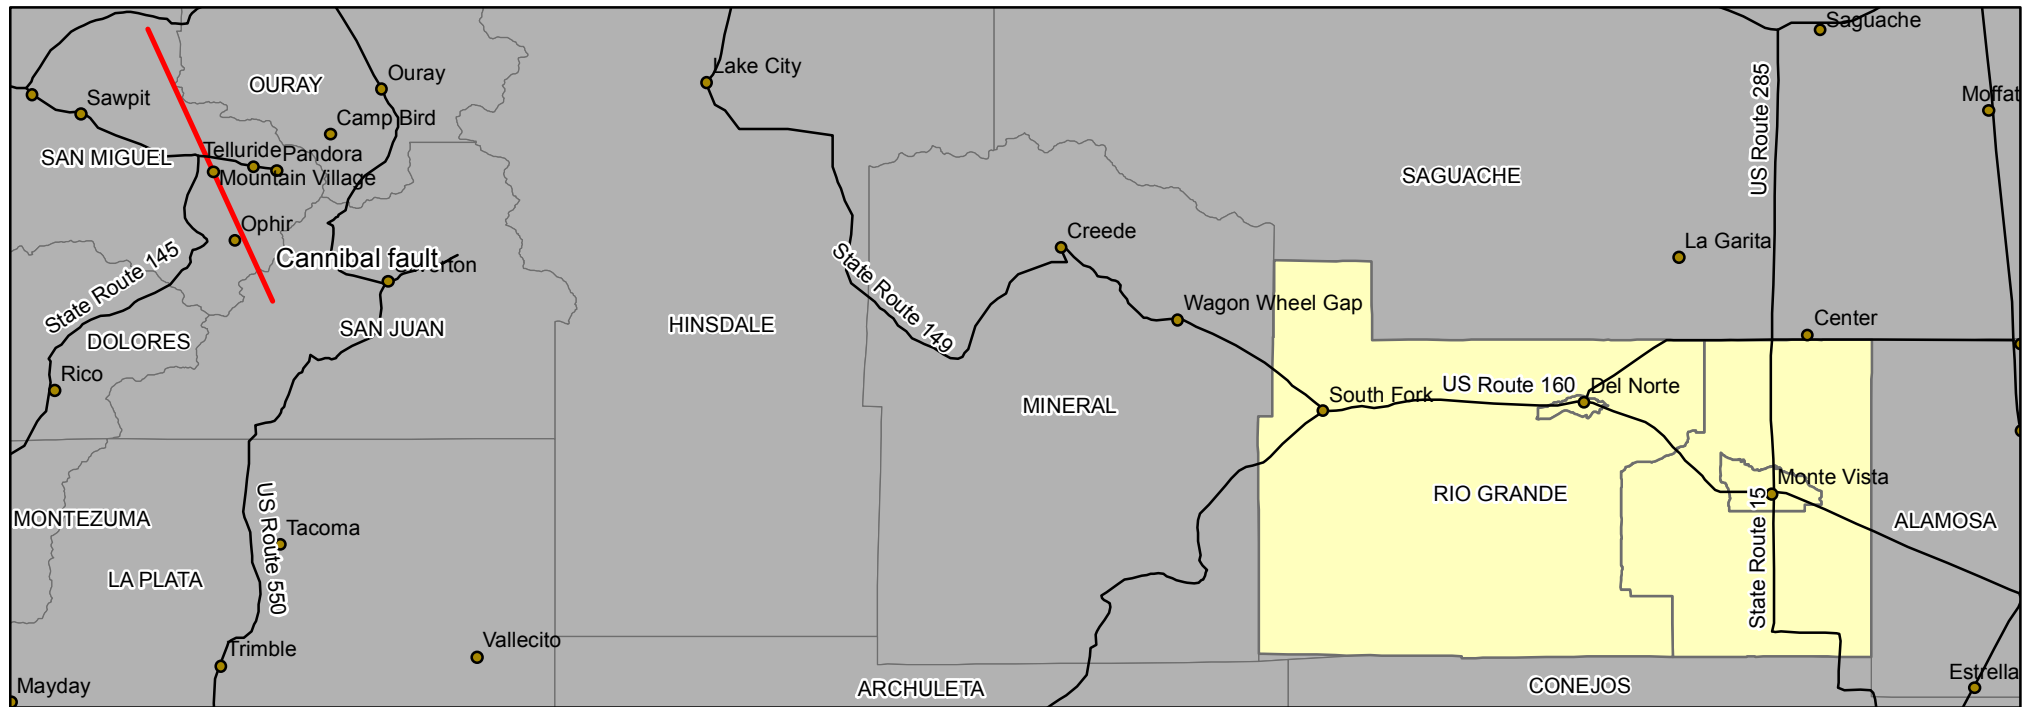 Saguache
Ouray
Lake City
OURAY
Sawpit
Moffat
Camp Bird
US Route 285
Telluride
Pandora
SAN MIGUEL
Mountain Village
SAGUACHE
Ophir
Creede
La Garita
Cannibal fault
State Route 145
State Route 149
Wagon Wheel Gap
Center
SAN JUAN
HINSDALE
DOLORES
Rico
US Route 160
Del Norte
South Fork
MINERAL
Monte Vista
RIO GRANDE
MONTEZUMA
ALAMOSA
Tacoma
US Route 550
State Route 15
LA PLATA
Vallecito
Trimble
Estrella
Mayday
ARCHULETA
CONEJOS